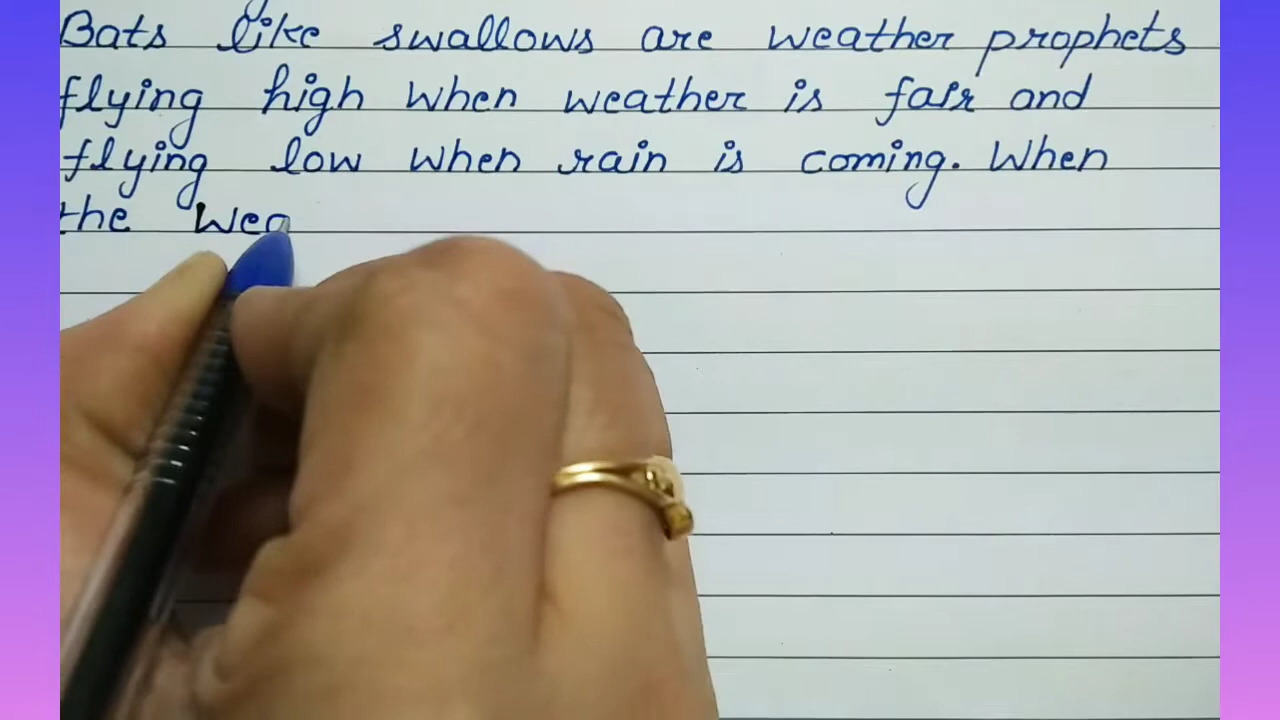 Bats like swallows are weather prophets
flying high when weather is fair and
flying low when rain is coming. When
the wea